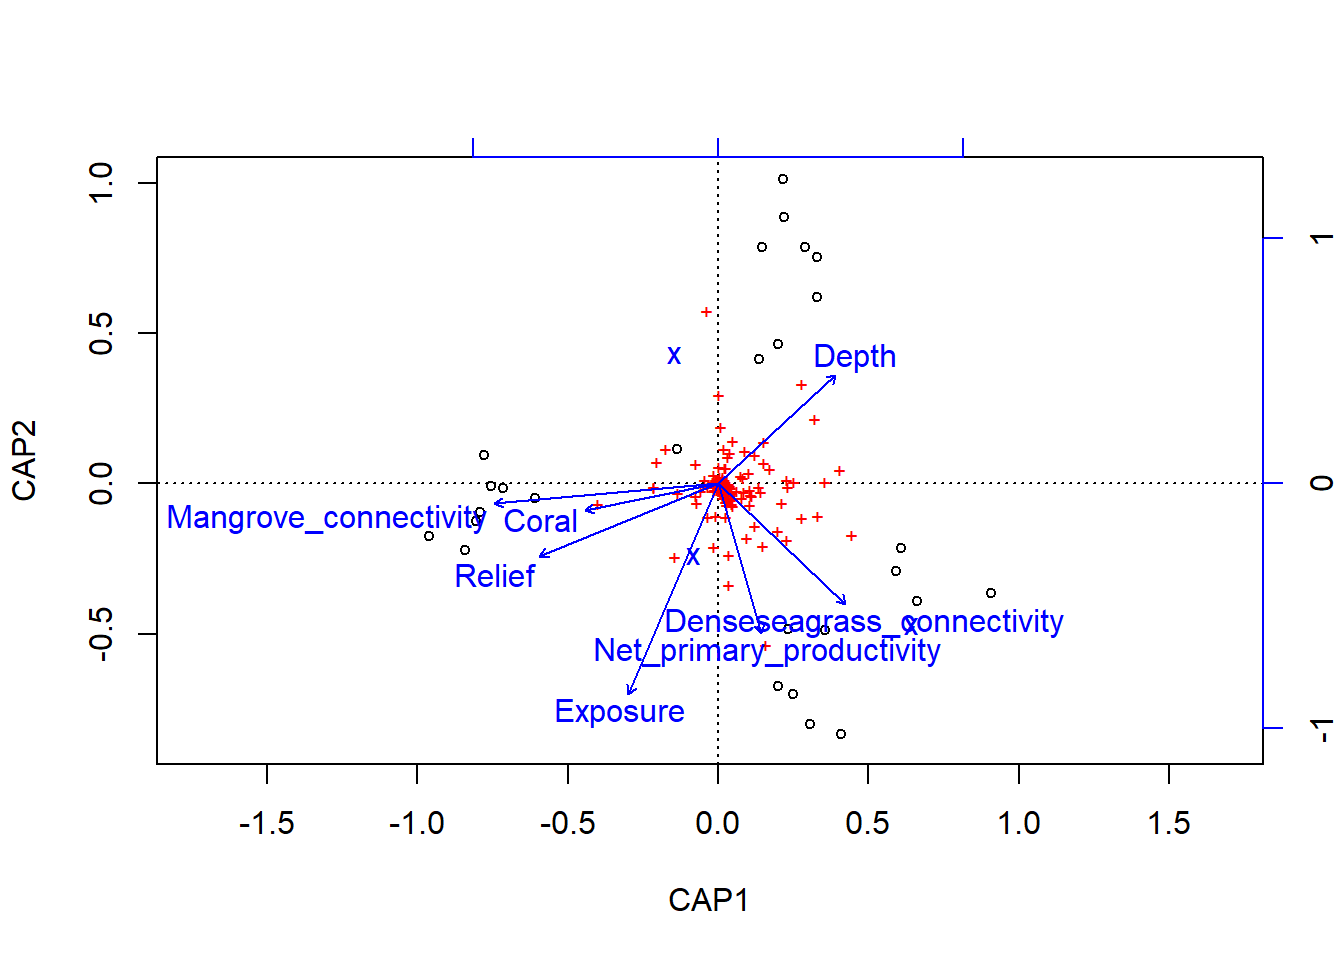 CAP2
1.0
0.5
0.0
-0.5
x
Depth
Mangrove_connectivity
Coral
Relief
x
Denseseagrass_connectivity
x
Net_primary_productivity
Exposure
1
0
-1
-1.5 -1.0 -0.5 0.0 0.5 1.0 1.5
CAP1